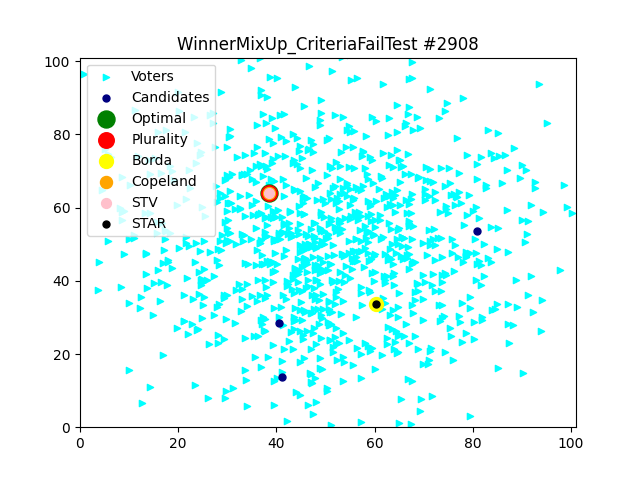 WinnerMixUp_CriteriaFailTest #2908
100
80
60
40
20
0
Voters
Candidates
Optimal
Plurality
Borda
Copeland
STV
STAR
0 20 40 60 80 100